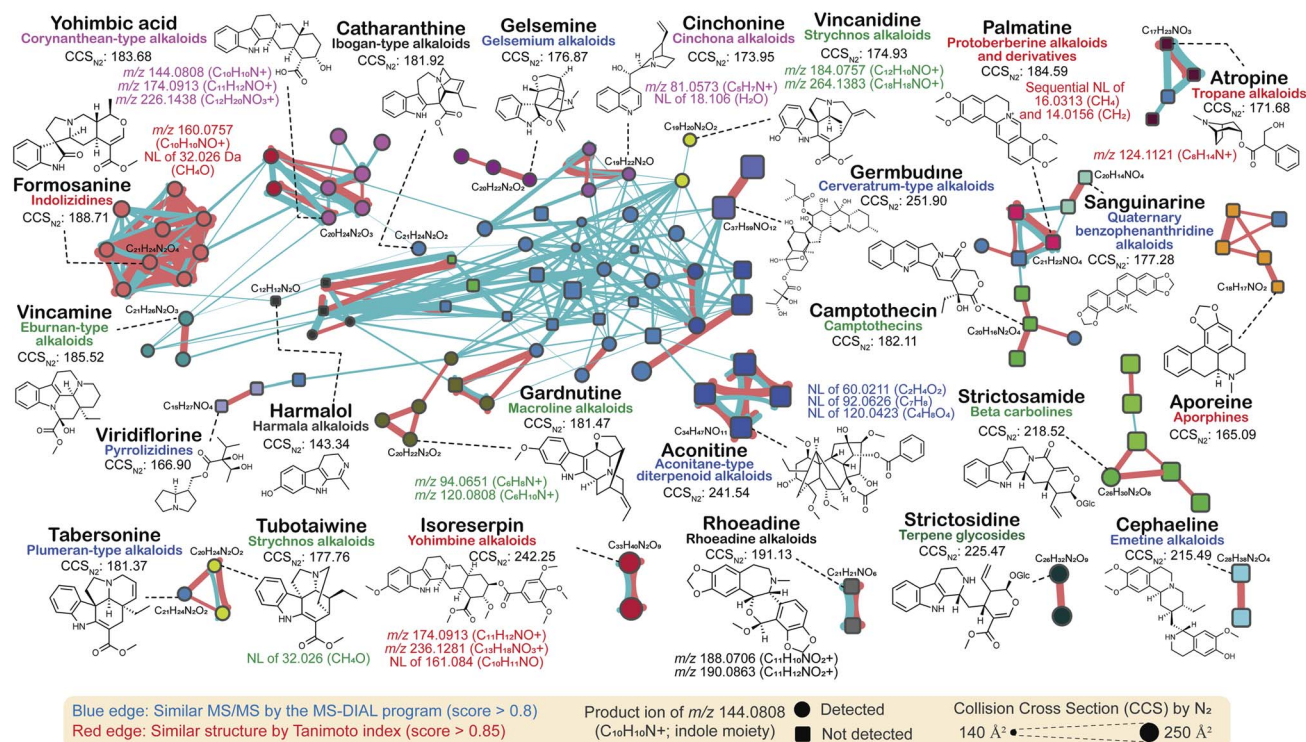 Yohimbic acid
Corynanthean-type alkaloids
CCSN2: 183.68
m/z 144.0808 (C10H10N+)
m/z 174.0913 (C11H12NO+)
m/z 226.1438 (C12H20NO3+)
Catharanthine
Ibogan-type alkaloids
CCSN2: 181.92
Gelsemine
Gelsemium alkaloids
CCSN2: 176.87
Cinchonine
Cinchona alkaloids
CCSN2: 173.95
m/z 81.0573 (C5H7N+)
NL of 18.106 (H2O)
Vincanidine
Strychnos alkaloids
CCSN2: 174.93
m/z 184.0757 (C12H10NO+)
m/z 264.1383 (C18H18NO+)
Palmatine
Protoberberine alkaloids
and derivatives
CCSN2: 184.59
Sequential NL of
16.0313 (CH4)
and 14.0156 (CH2)
C17H23NO3
Atropine
Tropane alkaloids
CCSN2: 171.68
m/z 124.1121 (C8H14N+)
m/z 160.0757
(C10H10NO+)
NL of 32.026 Da
(CH4O)
Formosanine
Indolizidines
CCSN2: 188.71
C21H24N2O4
C20H24N2O3
C21H24N2O2
C20H22N2O2
C19H22N2O
C19H20N2O2
Germbudine
Cerveratrum-type alkaloids
CCSN2: 251.90
C37H59NO12
C20H14NO4
Sanguinarine
Quaternary
benzophenanthridine
alkaloids
CCSN2: 177.28
C21H22NO4
C18H17NO2
C12H12N2O
C21H26N2O3
Vincamine
Eburnan-type
alkaloids
CCSN2: 185.52
Camptothecin
Camptothecins
CCSN2: 182.11
C20H16N2O4
C15H27NO4
Viridiflorine
Pyrrolizidines
CCSN2: 166.90
Harmalol
Harmala alkaloids
CCSN2: 143.34
C20H22N2O2
Gardnutine
Macroline alkaloids
CCSN2: 181.47
m/z 94.0651 (C6H8N+)
m/z 120.0808 (C8H10N+)
NL of 60.0211 (C2H4O2)
NL of 92.0626 (C7H8)
NL of 120.0423 (C4H8O4)
C34H47NO11
Aconitine
Aconitane-type
diterpenoid alkaloids
CCSN2: 241.54
Strictosamide
Beta carbolines
CCSN2: 218.52
C26H30N2O8
Aporeine
Aporphines
CCSN2: 165.09
Tabersonine
Plumeran-type alkaloids
CCSN2: 181.37
C20H24N2O2
C21H24N2O2
Tubotaiwine
Strychnos alkaloids
CCSN2: 177.76
NL of 32.026 (CH4O)
Isoreserpin
Yohimbine alkaloids
CCSN2: 242.25
C33H40N2O9
m/z 174.0913 (C11H12NO+)
m/z 236.1281 (C13H18NO3+)
NL of 161.084 (C10H11NO)
Rhoeadine
Rhoeadine alkaloids
CCSN2: 191.13
C21H21NO6
m/z 188.0706 (C11H10NO2+)
m/z 190.0863 (C11H12NO2+)
Strictosidine
Terpene glycosides
CCSN2: 225.47
C26H32N2O9
Cephaeline
Emetine alkaloids
CCSN2: 215.49
C28H38N2O4
Blue edge: Similar MS/MS by the MS-DIAL program (score > 0.8)
Red edge: Similar structure by Tanimoto index (score > 0.85)
Product ion of m/z 144.0808
(C10H10N+; indole moiety)
Detected
Not detected
Collision Cross Section (CCS) by N2
140 Å2
250 Å2